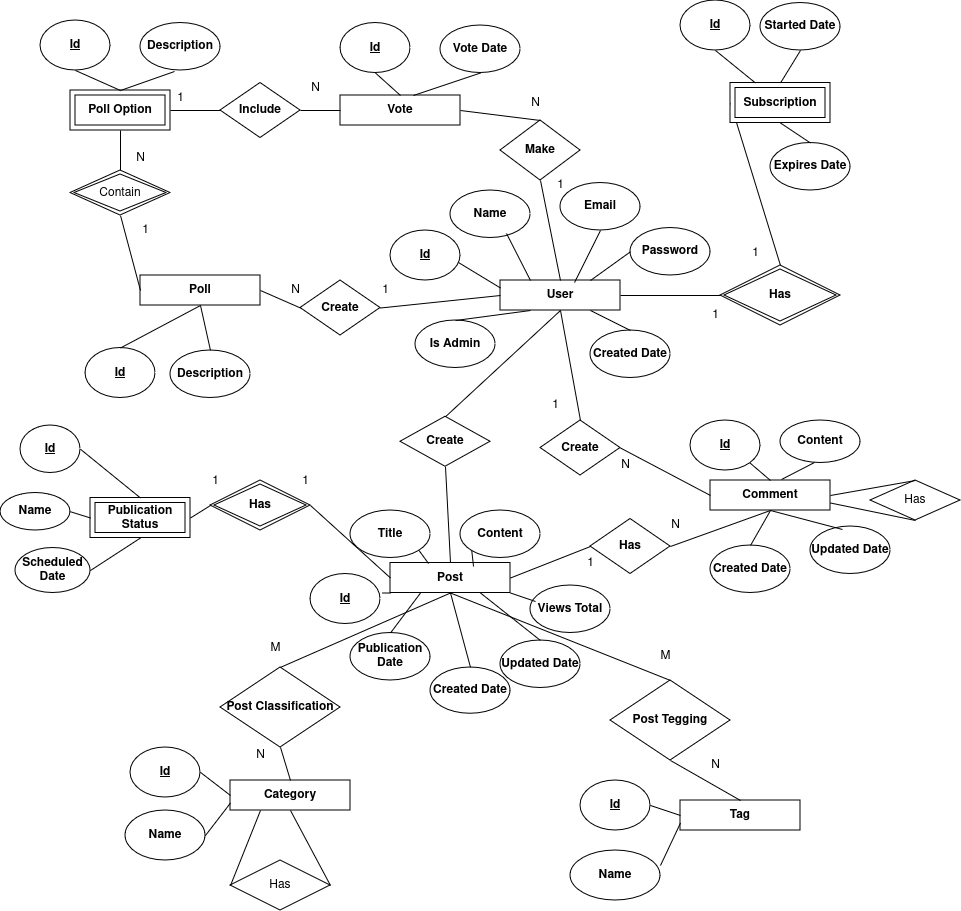 Id
Started Date
Id
Description
Id
Vote Date
Poll Option
1
Include
N
Vote
N
Subscription
Make
Expires Date
N
Contain
1
1
Name
Email
Id
Password
1
Poll
N
Create
1
User
Has
1
Id
Description
Is Admin
Created Date
1
Id
Name
Scheduled
Date
Publication
Status
1
Has
1
Create
Create
N
Id
Content
Comment
Has
Title
Content
Has
N
1
Created Date
Updated Date
Post
Id
Views Total
Publication
Date
Created Date
Updated Date
M
M
Post Classification
Post Tegging
N
N
Id
Name
Category
Has
Id
Name
Tag